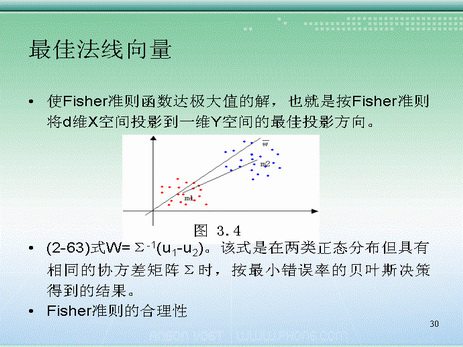 最佳法线向量
• 使Fisher准则函数达极大值的解，也就是按Fisher准则
将d维X空间投影到一维Y空间的最佳投影方向。
w
m2
m1
图 3.4
• (2-63)式W=Σ⁻¹(u₁-u₂)。该式是在两类正态分布但具有
相同的协方差矩阵Σ时，按最小错误率的贝叶斯决策
得到的结果。
• Fisher准则的合理性
30